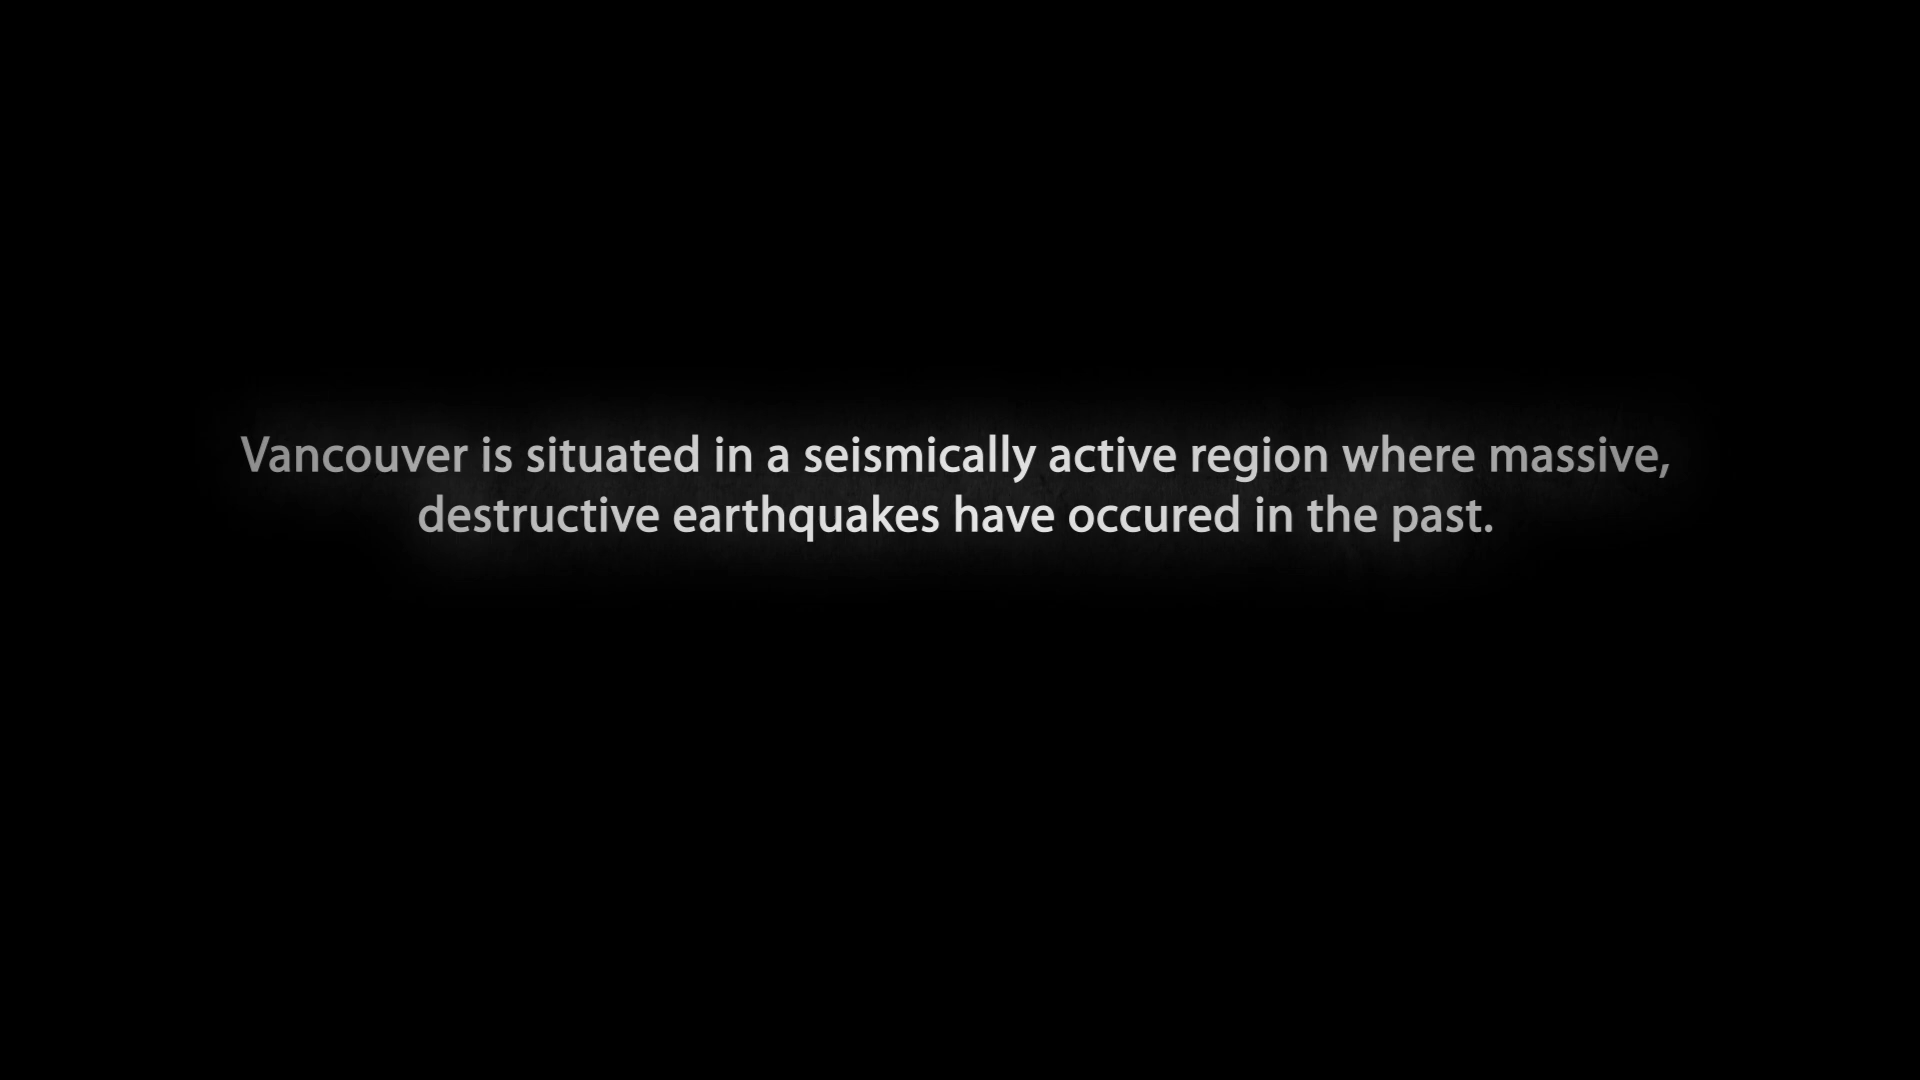 Vancouver is situated in a seismically active region where massive,
destructive earthquakes have occured in the past.